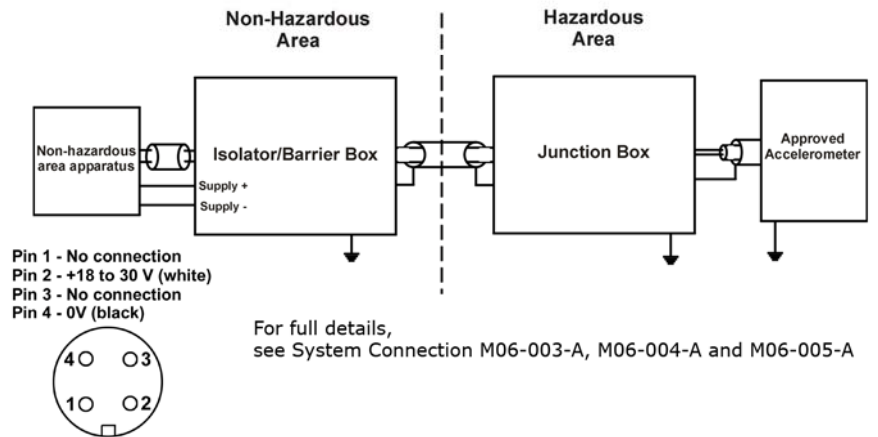 Non-Hazardous
Area
Hazardous
Area
Non-hazardous
area apparatus
Isolator/Barrier Box
Supply +
Supply -
Junction Box
Approved
Accelerometer
Pin 1 - No connection
Pin 2 - +18 to 30 V (white)
Pin 3 - No connection
Pin 4 - 0V (black)
For full details,
see System Connection M06-003-A, M06-004-A and M06-005-A
4 3
1 2